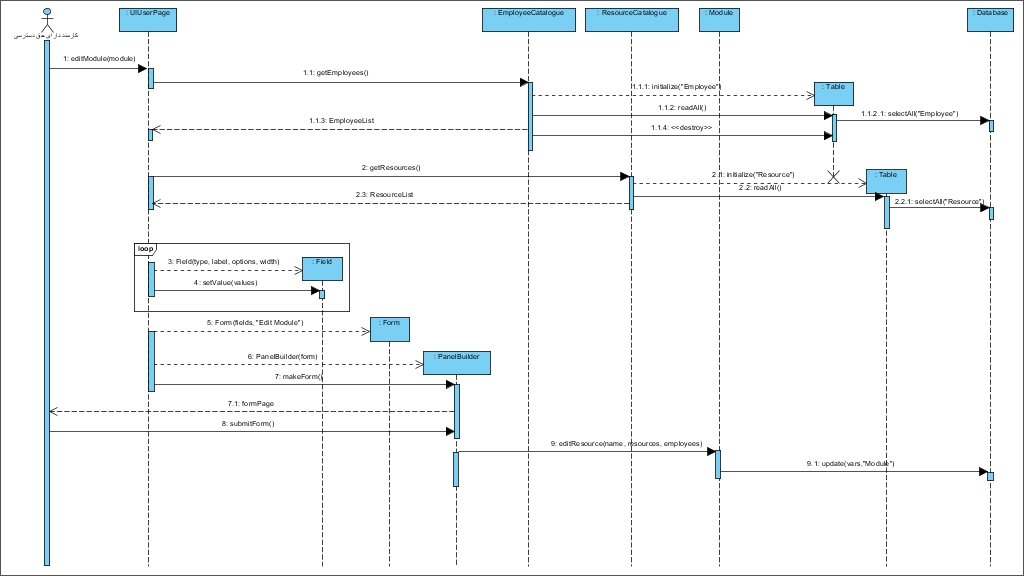 : UIUserPage
: EmployeeCatalogue
: ResourceCatalogue
: Module
: Database
کارمند دارای حق دسترسی
1: editModule(module)
1.1: getEmployees()
1.1.1: initialize("Employee")
: Table
1.1.2: readAll()
1.1.2.1: selectAll("Employee")
1.1.3: EmployeeList
1.1.4: <<destroy>>
2: getResources()
2.1: initialize("Resource")
: Table
2.2: readAll()
2.3: ResourceList
2.2.1: selectAll("Resource")
loop
3: Field(type, label, options, width)
: Field
4: setValue(values)
5: Form(fields, "Edit Module")
: Form
6: PanelBuilder(form)
: PanelBuilder
7: makeForm()
7.1: formPage
8: submitForm()
9: editResource(name, resources, employees)
9.1: update(vars,"Module")